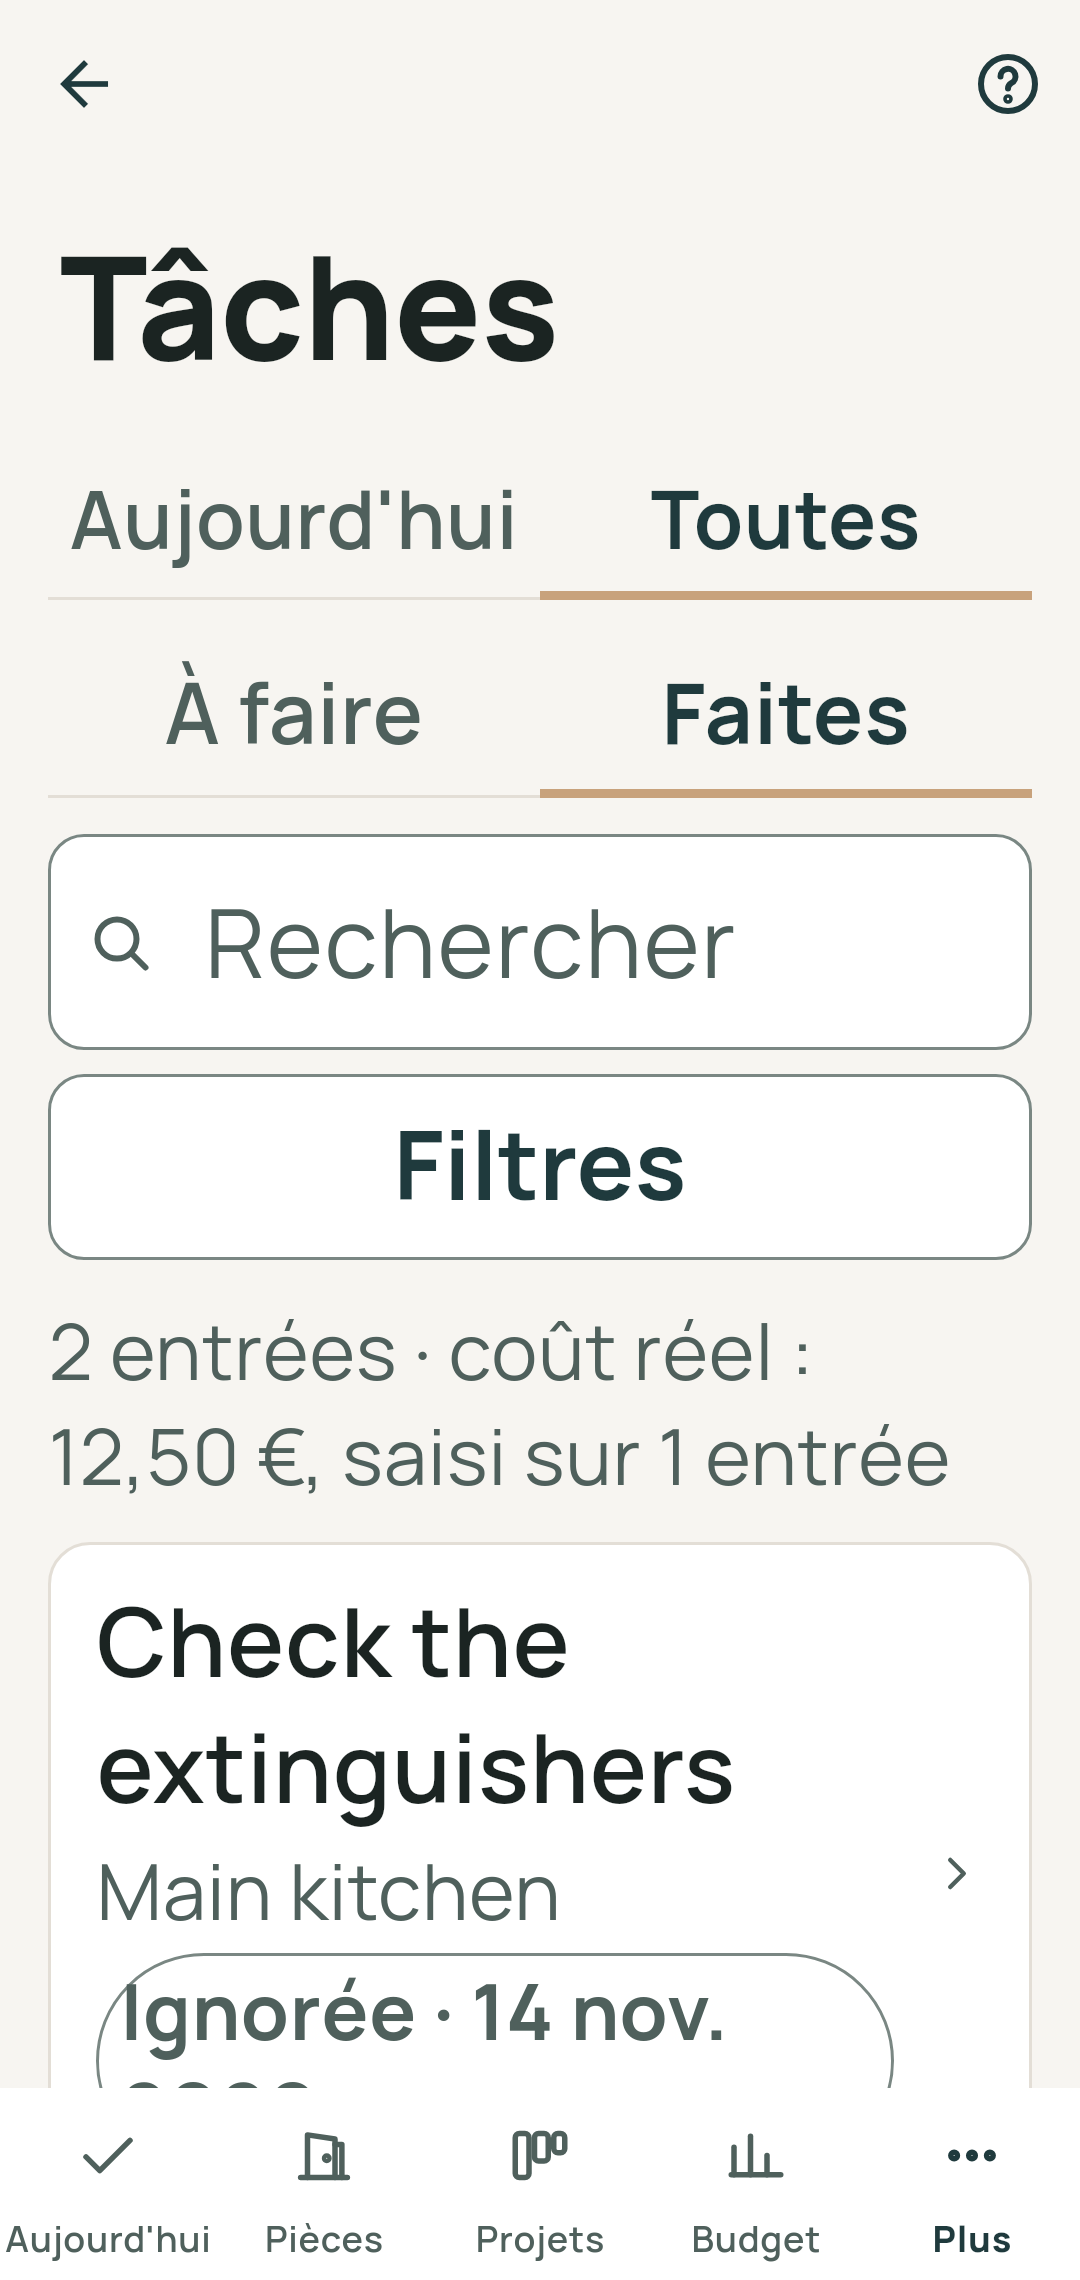 Tâches
Aujourd'hui
Toutes
À faire
Faites
Rechercher
Filtres
2 entrées · coût réel :
12,50 €, saisi sur 1 entrée
Check the
extinguishers
Main kitchen
Ignorée · 14 nov.
Aujourd'hui
Pièces
Projets
Budget
Plus